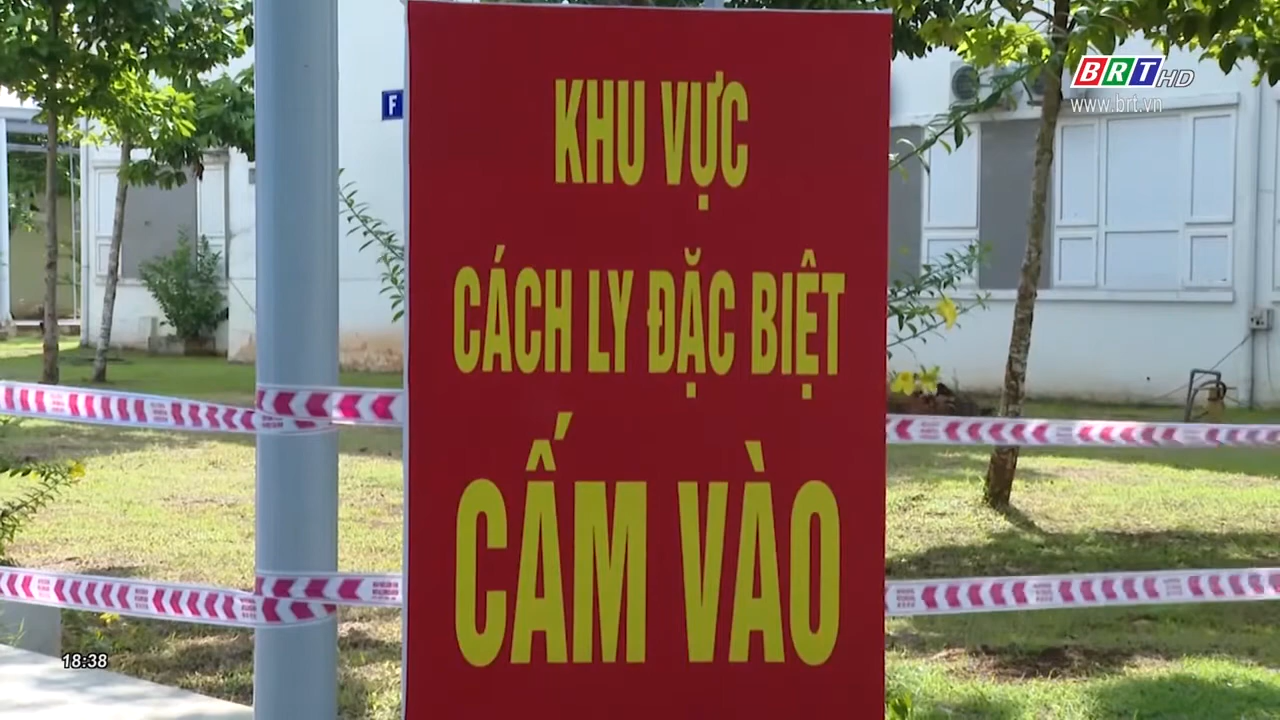 BRT HD
www.brt.vn
F
KHU VỰC
CÁCH LY ĐẶC BIỆT
CẤM VÀO
18:38